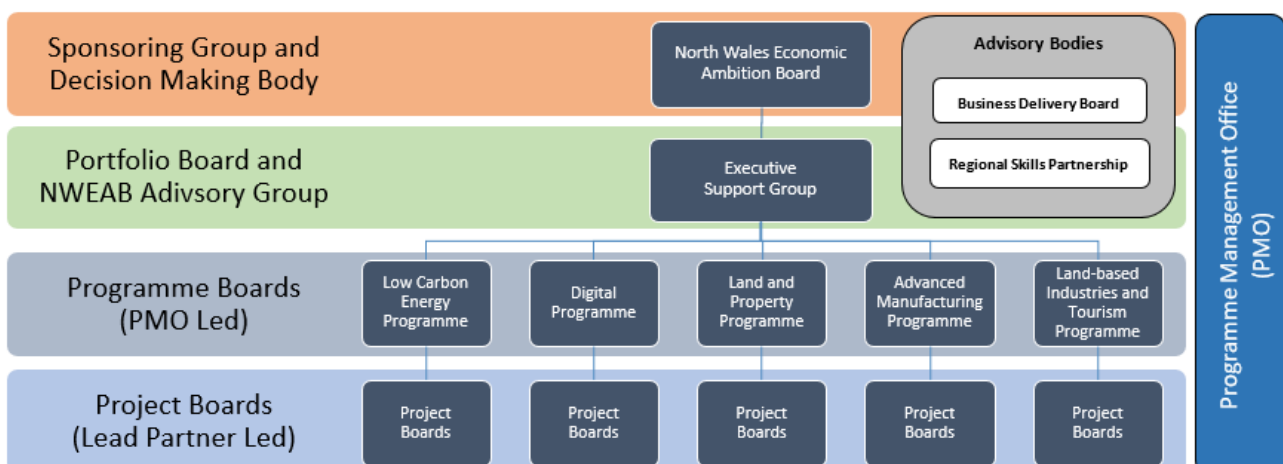 Sponsoring Group and
Decision Making Body
North Wales Economic
Ambition Board
Advisory Bodies
Business Delivery Board
Regional Skills Partnership
Portfolio Board and
NWEAB Adivsory Group
Executive
Support Group
Programme Boards
(PMO Led)
Low Carbon
Energy
Programme
Digital
Programme
Land and
Property
Programme
Advanced
Manufacturing
Programme
Land-based
Industries and
Tourism
Programme
Project Boards
(Lead Partner Led)
Project
Boards
Project
Boards
Project
Boards
Project
Boards
Project
Boards
Programme Management Office
(PMO)